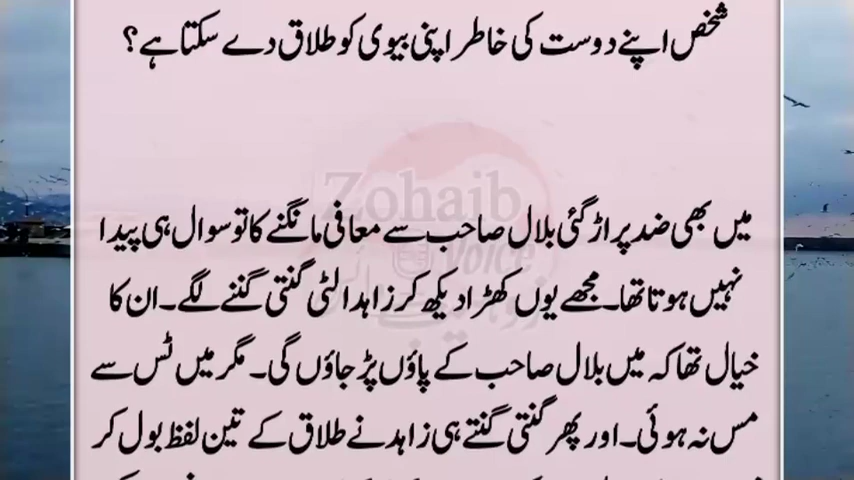 شخص اپنے دوست کی خاطر اپنی بیوی کو طلاق دے سکتا ہے؟
Zohaib
Voice
میں بھی ضد پر اڑ گئی بلال صاحب سے معافی مانگنے کا تو سوال ہی پیدا
نہیں ہوتا تھا۔ مجھے یوں کھڑا دیکھ کر زاہد الٹی گنتی گننے لگے۔ ان کا
خیال تھا کہ میں بلال صاحب کے پاؤں پڑ جاؤں گی۔ مگر میں ٹس سے
مس نہ ہوئی۔ اور پھر گنتی گنتے ہی زاہد نے طلاق کے تین لفظ بول کر